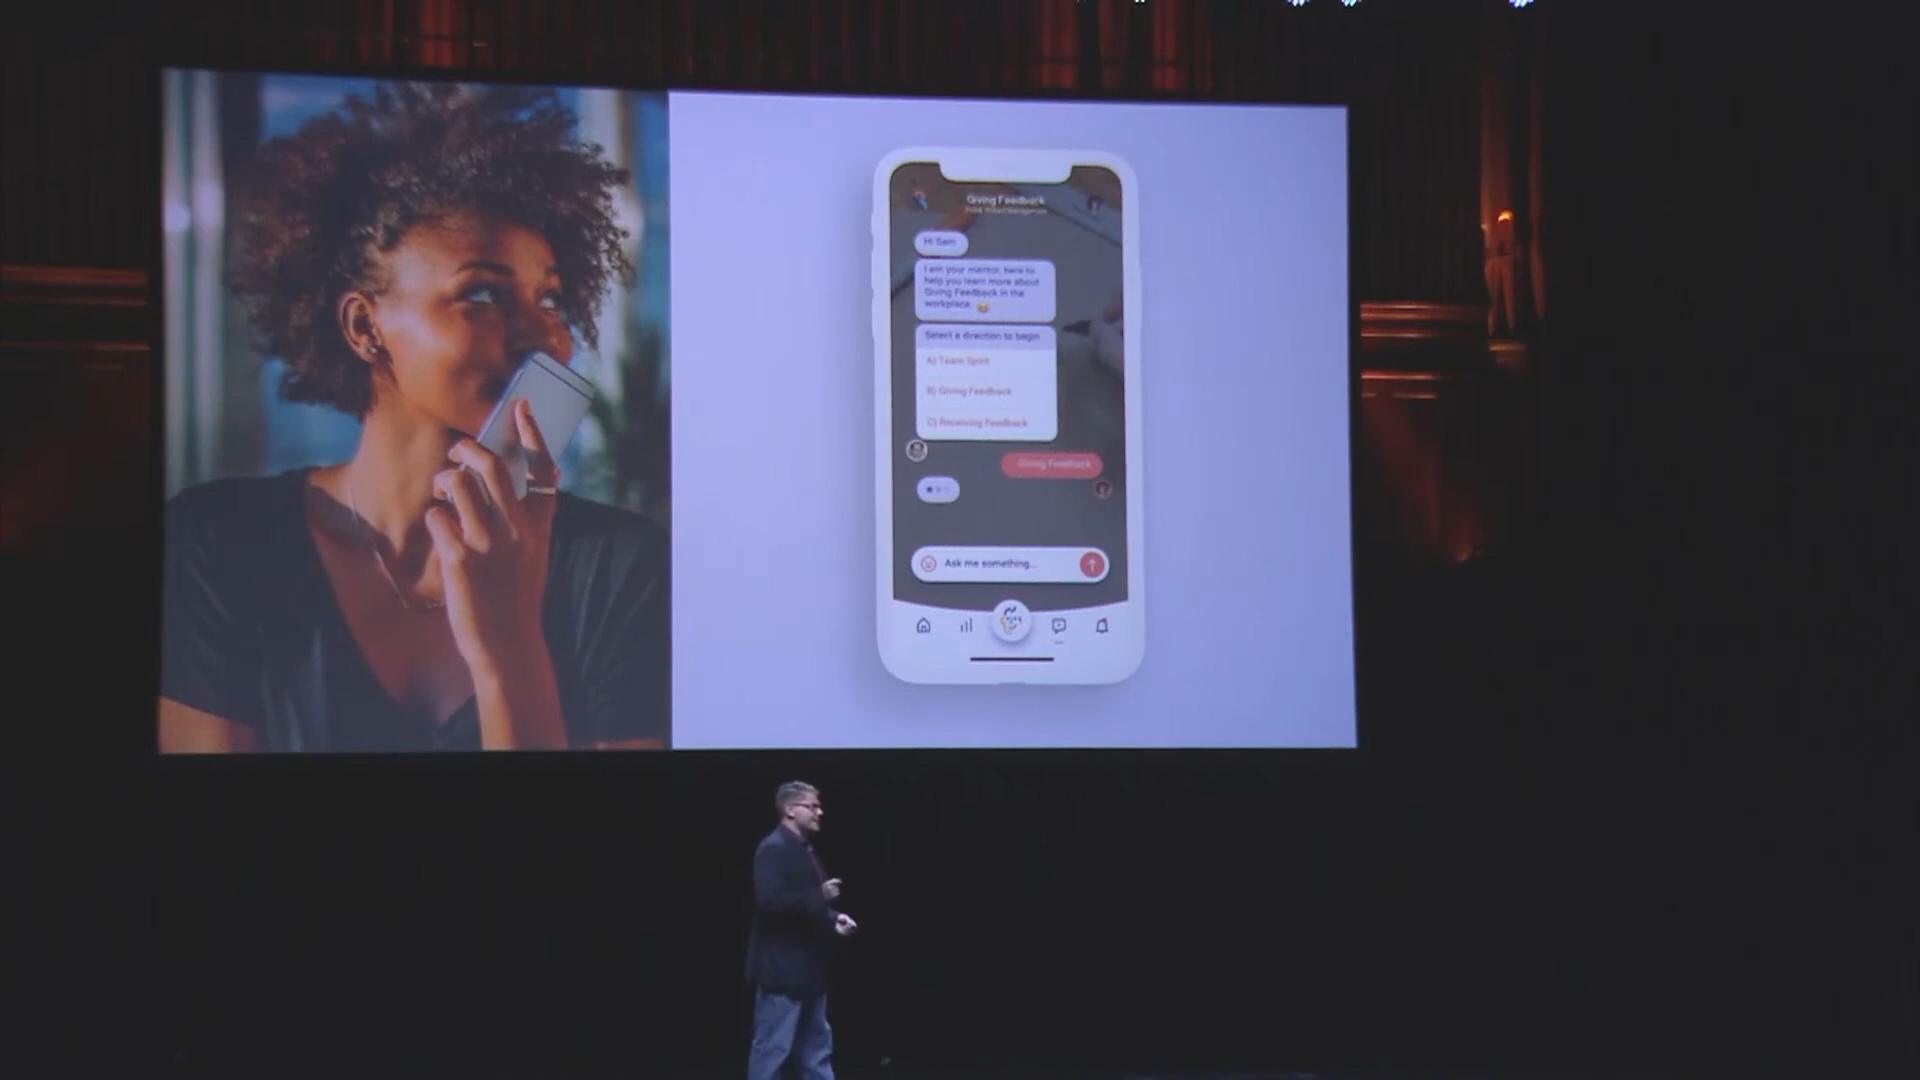 Giving Feedback
Hi Sam
I am your mentor, here to
help you learn more about
Giving Feedback in the
workplace.
Select a direction to begin
A) Team Spirit
B) Giving Feedback
C) Receiving Feedback
Giving Feedback
Ask me something...